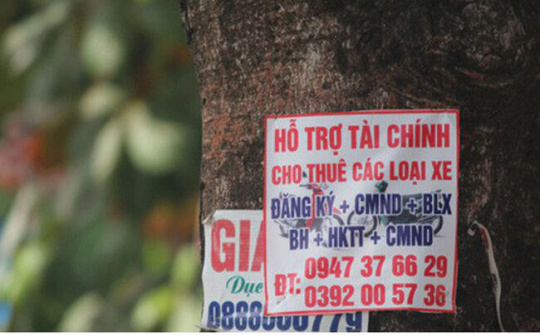 HỖ TRỢ TÀI CHÍNH
CHO THUÊ CÁC LOẠI XE
ĐĂNG KÝ + CMND + BLX
BH + HKTT + CMND
ĐT: 0947 37 66 29
0392 00 57 36
GIA
Dục